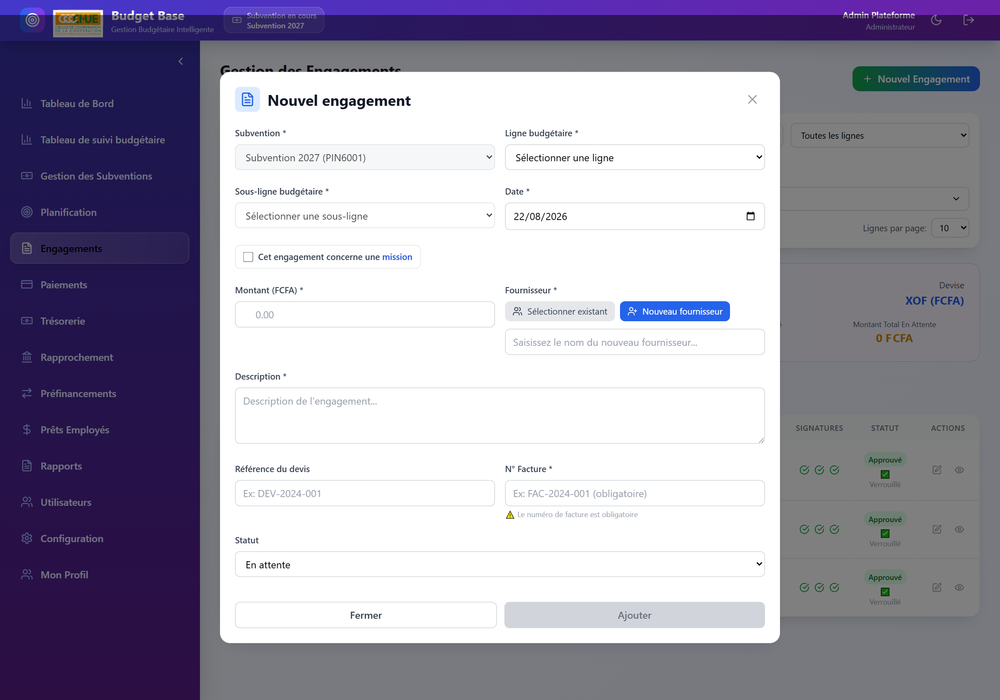 CCCCI-UE
CELLULE DE COORDINATION
DE LA COOPERATION
Budget Base
Gestion Budgétaire Intelligente
Subvention en cours
Subvention 2027
Admin Plateforme
Administrateur
Tableau de Bord
Tableau de suivi budgétaire
Gestion des Subventions
Planification
Engagements
Paiements
Trésorerie
Rapprochement
Préfinancements
Prêts Employés
Rapports
Utilisateurs
Configuration
Mon Profil
Gestion des Engagements
+ Nouvel Engagement
Toutes les lignes
Lignes par page: 10
Devise
XOF (FCFA)
Montant Total En Attente
0 F CFA
SIGNATURES STATUT ACTIONS
Approuvé
Verrouillé
Approuvé
Verrouillé
Approuvé
Verrouillé
Nouvel engagement
Subvention *
Subvention 2027 (PIN6001)
Ligne budgétaire *
Sélectionner une ligne
Sous-ligne budgétaire *
Sélectionner une sous-ligne
Date *
22/08/2026
Cet engagement concerne une mission
Montant (FCFA) *
0.00
Fournisseur *
Sélectionner existant
Nouveau fournisseur
Saisissez le nom du nouveau fournisseur...
Description *
Description de l'engagement...
Référence du devis
Ex: DEV-2024-001
N° Facture *
Ex: FAC-2024-001 (obligatoire)
Le numéro de facture est obligatoire
Statut
En attente
Fermer
Ajouter